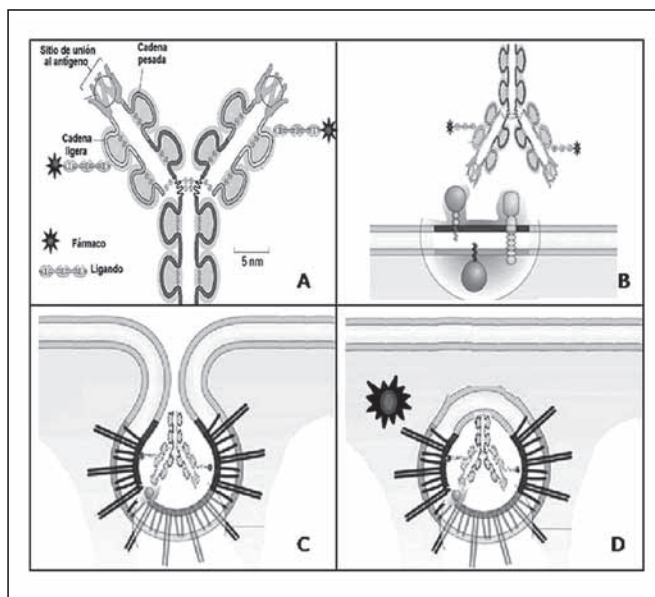 Sitio de unión
al antígeno
Cadena
pesada
Cadena
ligera
Fármaco
Ligando
5 nm
A
B
C
D